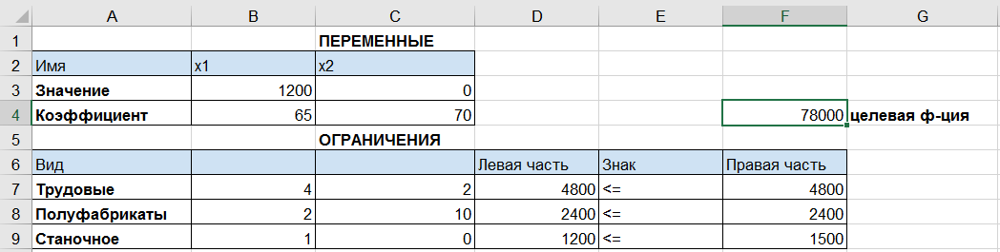 A B C D E F G
1 ПЕРЕМЕННЫЕ
2 Имя x1 x2
3 Значение 1200 0
4 Коэффициент 65 70 78000 целевая ф-ция
5 ОГРАНИЧЕНИЯ
6 Вид Левая часть Знак Правая часть
7 Трудовые 4 2 4800 <= 4800
8 Полуфабрикаты 2 10 2400 <= 2400
9 Станочное 1 0 1200 <= 1500